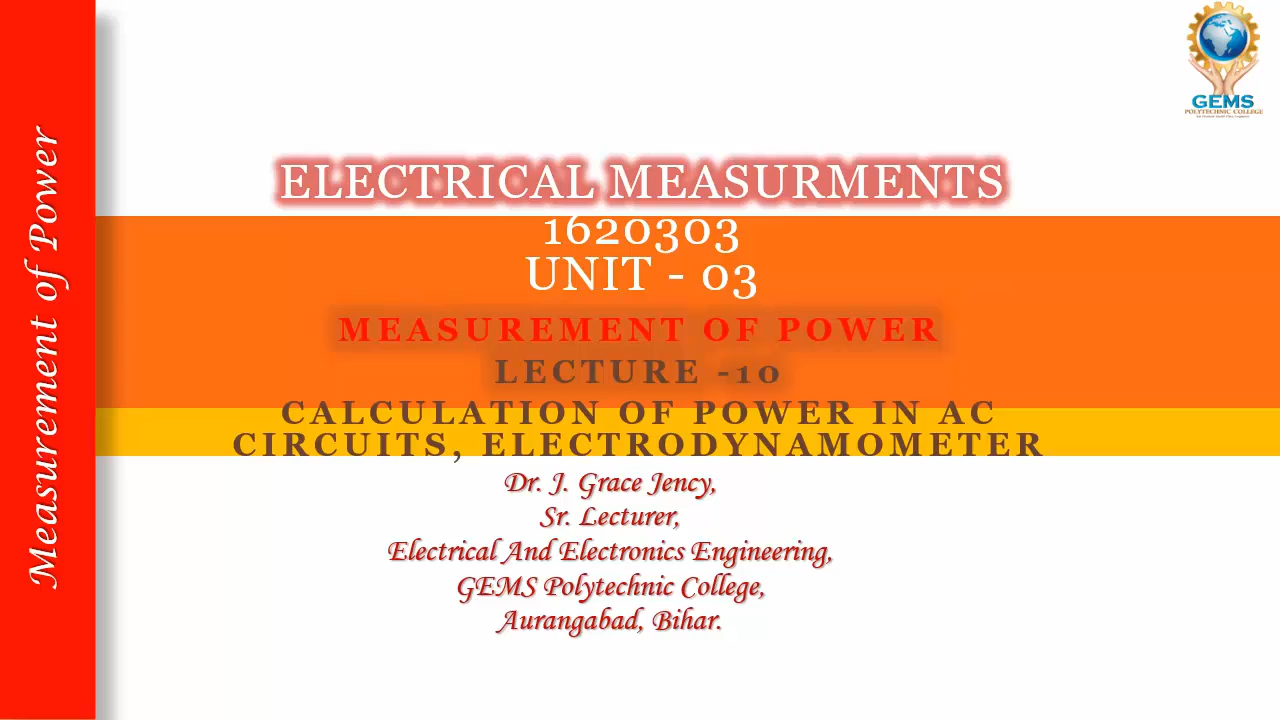 Measurement of Power
GEMS
POLYTECHNIC COLLEGE
ELECTRICAL MEASURMENTS
1620303
UNIT - 03
MEASUREMENT OF POWER
LECTURE -10
CALCULATION OF POWER IN AC
CIRCUITS, ELECTRODYNAMOMETER
Dr. J. Grace Jency,
Sr. Lecturer,
Electrical And Electronics Engineering,
GEMS Polytechnic College,
Aurangabad, Bihar.